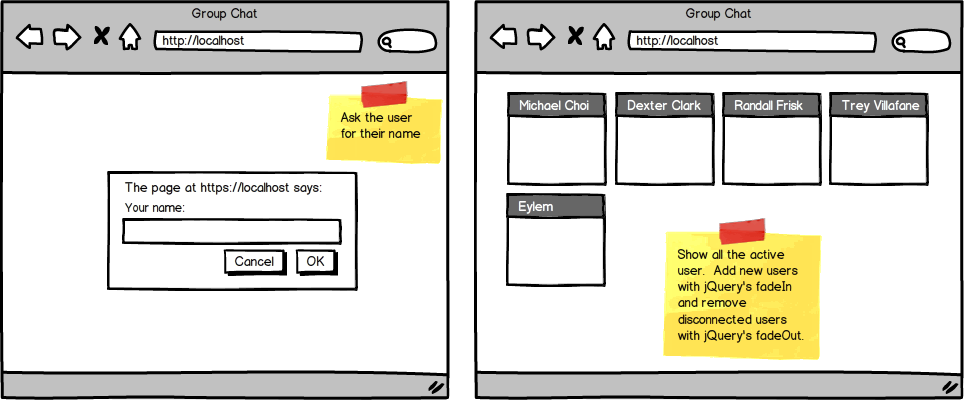 Group Chat
http://localhost
Ask the user
for their name
The page at https://localhost says:
Your name:
Cancel
OK
Group Chat
http://localhost
Michael Choi
Dexter Clark
Randall Frisk
Trey Villafane
Eylem
Show all the active
user. Add new users
with jQuery's fadeIn
and remove
disconnected users
with jQuery's fadeOut.